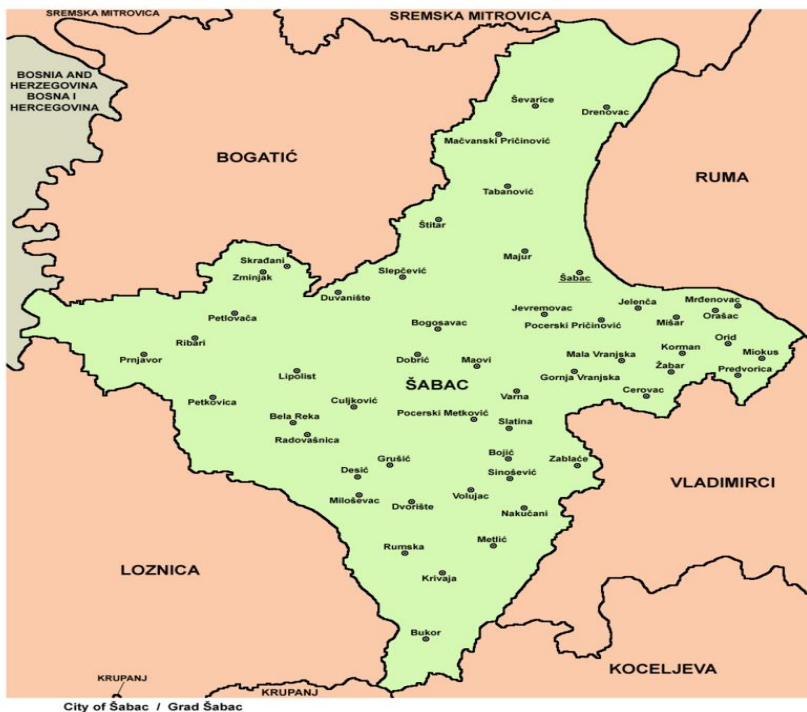 SREMSKA MITROVICA
SREMSKA MITROVICA
BOSNIA AND
HERZEGOVINA
BOSNA I
HERCEGOVINA
Ševarice
Drenovac
Mačvanski Pričinović
BOGATIĆ
RUMA
Tabanović
Štitar
Majur
Skrađani
Zminjak
Slepčević
Šabac
Duvanište
Petlovača
Jevremovac
Jelenča
Mrđenovac
Orašac
Pocerski Pričinović
Mišar
Bogosavac
Ribari
Orid
Prnjavor
Dobrić
Maovi
Mala Vranjska
Korman
Miokus
Lipolist
ŠABAC
Gornja Vranjska
Žabar
Predvorica
Petkovica
Culjković
Varna
Cerovac
Bela Reka
Pocerski Metković
Slatina
Radovašnica
Grušić
Bojić
Zablaće
Desić
Sinošević
VLADIMIRCI
Miloševac
Dvorište
Volujac
Nakučani
Rumska
Metlić
LOZNICA
Krivaja
Bukor
KOCELJEVA
KRUPANJ
KRUPANJ
City of Šabac / Grad Šabac